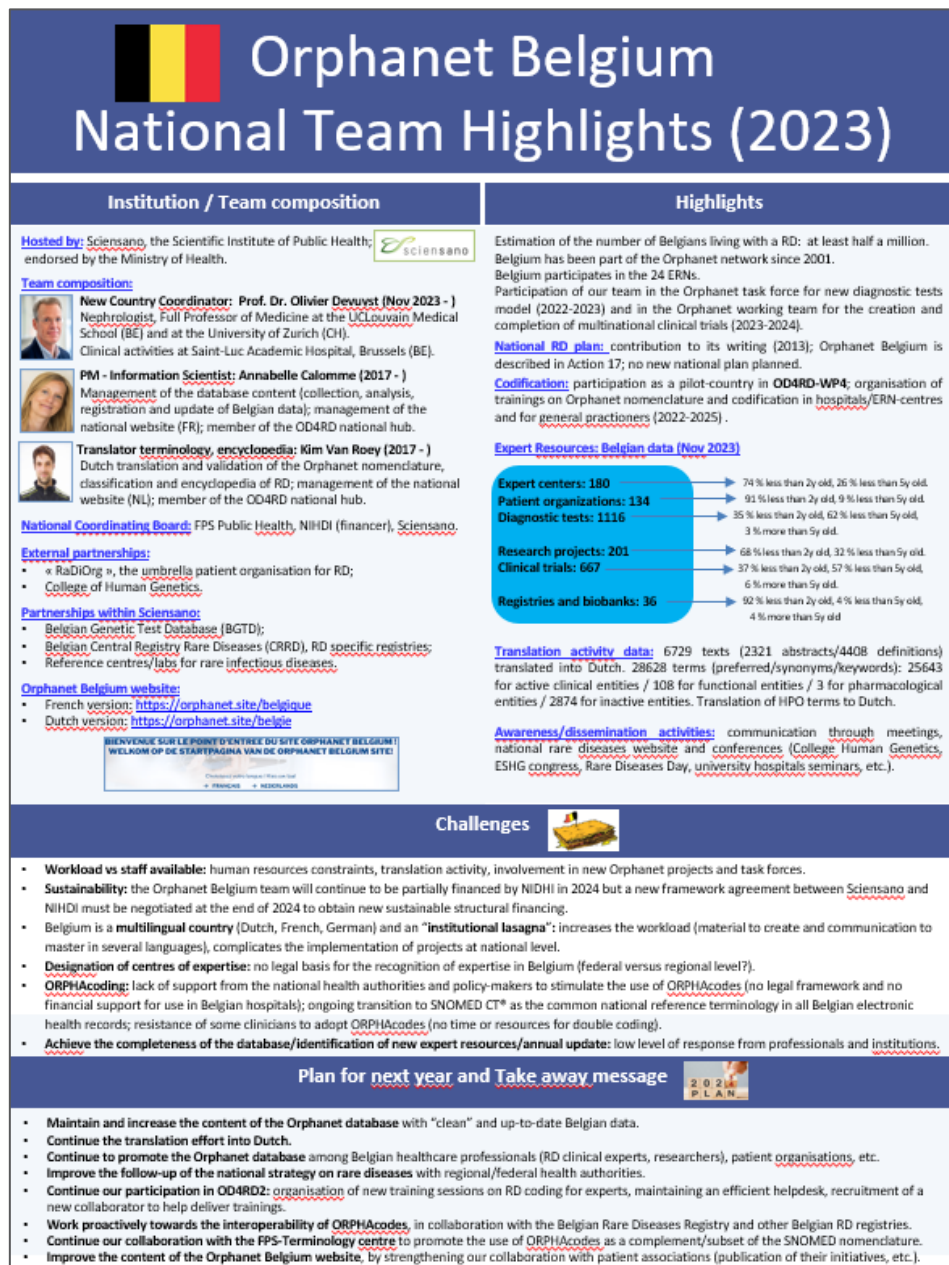 Orphanet Belgium
National Team Highlights (2023)
Institution / Team composition
Hosted by: Sciensano, the Scientific Institute of Public Health;
endorsed by the Ministry of Health.
sciensano
Team composition:
New Country Coordinator: Prof. Dr. Olivier Devuyst (Nov 2023 - )
Nephrologist, Full Professor of Medicine at the UCLouvain Medical
School (BE) and at the University of Zurich (CH).
Clinical activities at Saint-Luc Academic Hospital, Brussels (BE).
PM - Information Scientist: Annabelle Calomme (2017 - )
Management of the database content (collection, analysis,
registration and update of Belgian data); management of the
national website (FR); member of the OD4RD national hub.
Translator terminology, encyclopedia: Kim Van Roey (2017 - )
Dutch translation and validation of the Orphanet nomenclature,
classification and encyclopedia of RD; management of the national
website (NL); member of the OD4RD national hub.
National Coordinating Board: FPS Public Health, NIHDI (financer), Sciensano.
External partnerships:
▪ « RaDiOrg », the umbrella patient organisation for RD;
▪ College of Human Genetics.
Partnerships within Sciensano:
▪ Belgian Genetic Test Database (BGTD);
▪ Belgian Central Registry Rare Diseases (CRRD), RD specific registries;
▪ Reference centres/labs for rare infectious diseases.
Orphanet Belgium website:
▪ French version: https://orphanet.site/belgique
▪ Dutch version: https://orphanet.site/belgie
BIENVENUE SUR LE POINT D'ENTREE DU SITE ORPHANET BELGIUM !
WELKOM OP DE STARTPAGINA VAN DE ORPHANET BELGIUM SITE!
FRANÇAIS NEDERLANDS
Highlights
Estimation of the number of Belgians living with a RD: at least half a million.
Belgium has been part of the Orphanet network since 2001.
Belgium participates in the 24 ERNs.
Participation of our team in the Orphanet task force for new diagnostic tests
model (2022-2023) and in the Orphanet working team for the creation and
completion of multinational clinical trials (2023-2024).
National RD plan: contribution to its writing (2013); Orphanet Belgium is
described in Action 17; no new national plan planned.
Codification: participation as a pilot-country in OD4RD-WP4; organisation of
trainings on Orphanet nomenclature and codification in hospitals/ERN-centres
and for general practioners (2022-2025) .
Expert Resources: Belgian data (Nov 2023)
Expert centers: 180 74 % less than 2y old, 26 % less than 5y old.
Patient organizations: 134 91 % less than 2y old, 9 % less than 5y old.
Diagnostic tests: 1116 35 % less than 2y old, 62 % less than 5y old,
3 % more than 5y old.
Research projects: 201 68 % less than 2y old, 32 % less than 5y old.
Clinical trials: 667 37 % less than 2y old, 57 % less than 5y old,
6 % more than 5y old.
Registries and biobanks: 36 92 % less than 2y old, 4 % less than 5y old,
4 % more than 5y old
Translation activity data: 6729 texts (2321 abstracts/4408 definitions)
translated into Dutch. 28628 terms (preferred/synonyms/keywords): 25643
for active clinical entities / 108 for functional entities / 3 for pharmacological
entities / 2874 for inactive entities. Translation of HPO terms to Dutch.
Awareness/dissemination activities: communication through meetings,
national rare diseases website and conferences (College Human Genetics,
ESHG congress, Rare Diseases Day, university hospitals seminars, etc.).
Challenges
▪ Workload vs staff available: human resources constraints, translation activity, involvement in new Orphanet projects and task forces.
▪ Sustainability: the Orphanet Belgium team will continue to be partially financed by NIDHI in 2024 but a new framework agreement between Sciensano and
NIHDI must be negotiated at the end of 2024 to obtain new sustainable structural financing.
▪ Belgium is a multilingual country (Dutch, French, German) and an "institutional lasagna": increases the workload (material to create and communication to
master in several languages), complicates the implementation of projects at national level.
▪ Designation of centres of expertise: no legal basis for the recognition of expertise in Belgium (federal versus regional level?).
▪ ORPHAcoding: lack of support from the national health authorities and policy-makers to stimulate the use of ORPHAcodes (no legal framework and no
financial support for use in Belgian hospitals); ongoing transition to SNOMED CT® as the common national reference terminology in all Belgian electronic
health records; resistance of some clinicians to adopt ORPHAcodes (no time or resources for double coding).
▪ Achieve the completeness of the database/identification of new expert resources/annual update: low level of response from professionals and institutions.
Plan for next year and Take away message
2024
PLAN
▪ Maintain and increase the content of the Orphanet database with "clean" and up-to-date Belgian data.
▪ Continue the translation effort into Dutch.
▪ Continue to promote the Orphanet database among Belgian healthcare professionals (RD clinical experts, researchers), patient organisations, etc.
▪ Improve the follow-up of the national strategy on rare diseases with regional/federal health authorities.
▪ Continue our participation in OD4RD2: organisation of new training sessions on RD coding for experts, maintaining an efficient helpdesk, recruitment of a
new collaborator to help deliver trainings.
▪ Work proactively towards the interoperability of ORPHAcodes, in collaboration with the Belgian Rare Diseases Registry and other Belgian RD registries.
▪ Continue our collaboration with the FPS-Terminology centre to promote the use of ORPHAcodes as a complement/subset of the SNOMED nomenclature.
▪ Improve the content of the Orphanet Belgium website, by strengthening our collaboration with patient associations (publication of their initiatives, etc.).